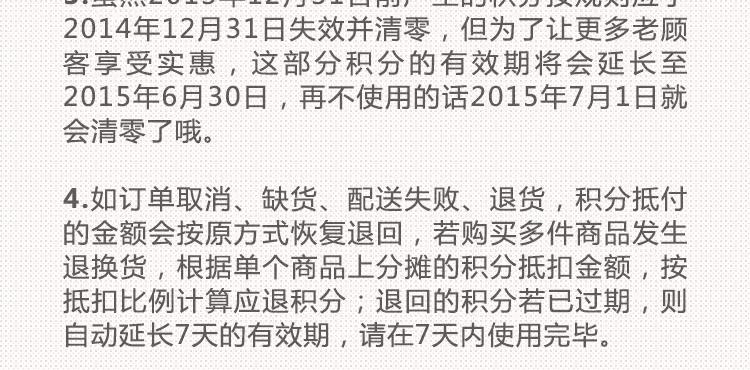 2014年12月31日失效并清零，但为了让更多老顾
客享受实惠，这部分积分的有效期将会延长至
2015年6月30日，再不使用的话2015年7月1日就
会清零了哦。
4.如订单取消、缺货、配送失败、退货，积分抵付
的金额会按原方式恢复退回，若购买多件商品发生
退换货，根据单个商品上分摊的积分抵扣金额，按
抵扣比例计算应退积分；退回的积分若已过期，则
自动延长7天的有效期，请在7天内使用完毕。